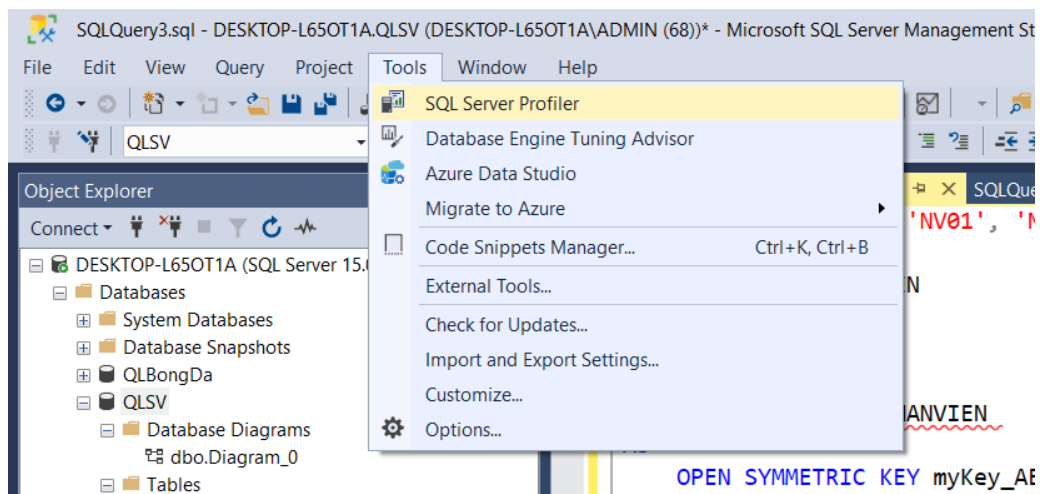 SQLQuery3.sql - DESKTOP-L65OT1A.QLSV (DESKTOP-L65OT1A\ADMIN (68))* - Microsoft SQL Server Management St
File Edit View Query Project Tools Window Help
SQL Server Profiler
QLSV
Database Engine Tuning Advisor
Azure Data Studio
Object Explorer
SQLQue
Migrate to Azure
'NV01', 'N
Connect
Code Snippets Manager... Ctrl+K, Ctrl+B
DESKTOP-L65OT1A (SQL Server 15.0
Databases
External Tools...
EN
System Databases
Check for Updates...
Database Snapshots
Import and Export Settings...
QLBongDa
Customize...
QLSV
HANVIEN
Database Diagrams
Options...
dbo.Diagram_0
Tables
OPEN SYMMETRIC KEY myKey_AE